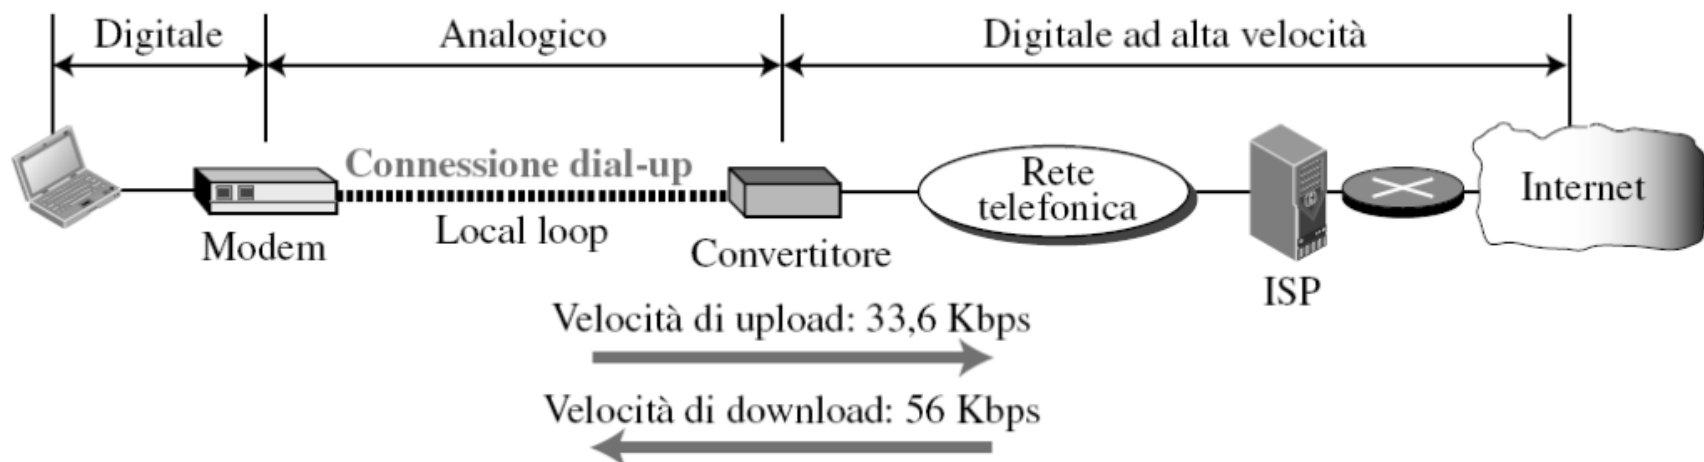 Digitale
Analogico
Digitale ad alta velocità
Connessione dial-up
Local loop
Modem
Convertitore
Rete
telefonica
ISP
Internet
Velocità di upload: 33,6 Kbps
Velocità di download: 56 Kbps